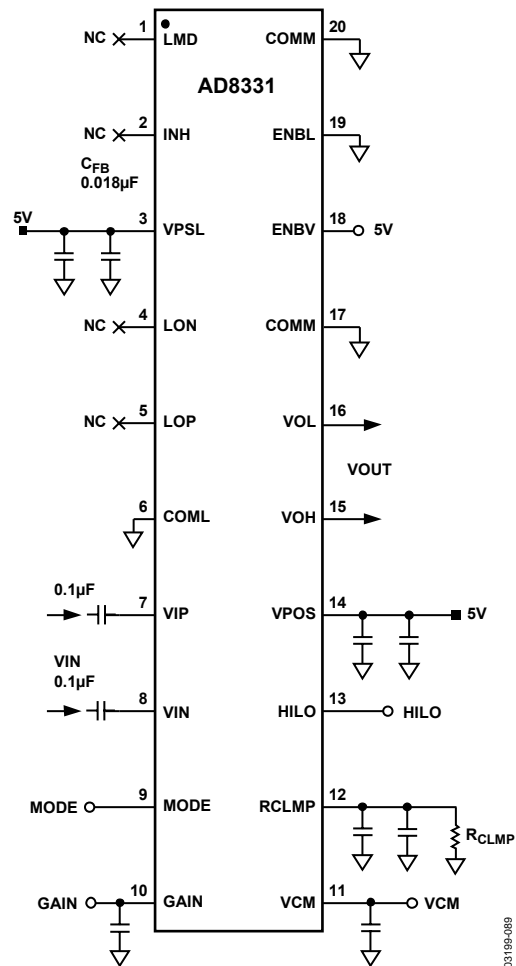 AD8331
NC 1 LMD
COMM 20
NC 2 INH
ENBL 19
CFB
0.018µF
5V 3 VPSL
ENBV 18 5V
NC 4 LON
COMM 17
NC 5 LOP
VOL 16
VOUT
6 COML
VOH 15
0.1µF
7 VIP
VPOS 14 5V
VIN
0.1µF
8 VIN
HILO 13 HILO
MODE 9 MODE
RCLMP 12 RCLMP
GAIN 10 GAIN
VCM 11 VCM
03199-089